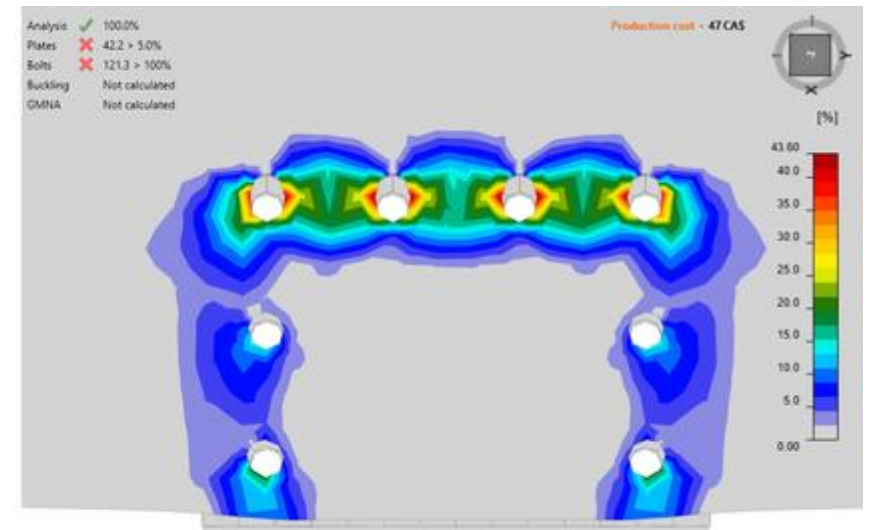 Analysis ✓ 100.0%
Plates ✗ 42.2 > 5.0%
Bolts ✗ 121.3 > 100%
Buckling Not calculated
GMNA Not calculated
Production cost - 47 CA$
Y
X
[%]
43.60
40.0
35.0
30.0
25.0
20.0
15.0
10.0
5.0
0.00